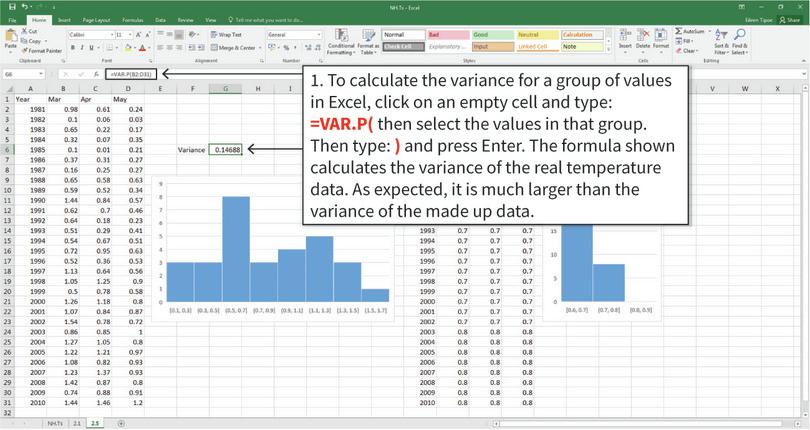 NH.Ts - Excel
File Home Insert Page Layout Formulas Data Review View Tell me what you want to do... Eileen Tipoe Share
Cut
Copy
Format Painter
Paste
Clipboard
Calibri 11
Font
Wrap Text
Merge & Center
Alignment
General
Number
Conditional Formatting
Format as Table
Normal Bad Good Neutral Calculation
Check Cell Explanatory ... Input Linked Cell Note
Styles
Insert Delete Format
Cells
AutoSum
Fill
Clear
Sort & Filter
Find & Select
Editing
G6 =VAR.P(B2:D31)
1. To calculate the variance for a group of values
in Excel, click on an empty cell and type:
=VAR.P( then select the values in that group.
Then type: ) and press Enter. The formula shown
calculates the variance of the real temperature
data. As expected, it is much larger than the
variance of the made up data.
A B C D E F G H I
1 Year Mar Apr May
2 1981 0.98 0.61 0.24
3 1982 0.1 0.06 0.03
4 1983 0.65 0.22 0.17
5 1984 0.32 0.07 0.35
6 1985 0.1 0.01 0.21 Variance 0.14688
7 1986 0.37 0.31 0.27
8 1987 0.16 0.25 0.27
9 1988 0.65 0.58 0.63
10 1989 0.59 0.52 0.34
11 1990 1.44 0.84 0.57
12 1991 0.62 0.7 0.46
13 1992 0.64 0.18 0.23
14 1993 0.51 0.29 0.41 1993 0.7 0.7 0.7
15 1994 0.54 0.67 0.51 1994 0.7 0.7 0.7
16 1995 0.72 0.95 0.63 1995 0.7 0.7 0.7
17 1996 0.52 0.36 0.53 1996 0.7 0.7 0.7
18 1997 1.13 0.64 0.56 1997 0.7 0.7 0.7
19 1998 1.05 1.25 0.9 1998 0.7 0.7 0.7
20 1999 0.5 0.78 0.58 1999 0.7 0.7 0.7
21 2000 1.26 1.18 0.8 2000 0.7 0.7 0.7
22 2001 1.07 0.84 0.87 2001 0.7 0.7 0.7
23 2002 1.54 0.78 0.72 2002 0.7 0.7 0.7
24 2003 0.86 0.85 1 2003 0.8 0.8 0.8
25 2004 1.27 1.05 0.8 2004 0.8 0.8 0.8
26 2005 1.22 1.21 0.97 2005 0.8 0.8 0.8
27 2006 1.08 0.82 0.93 2006 0.8 0.8 0.8
28 2007 1.23 1.37 0.93 2007 0.8 0.8 0.8
29 2008 1.42 0.87 0.8 2008 0.8 0.8 0.8
30 2009 0.74 0.88 0.91 2009 0.8 0.8 0.8
31 2010 1.44 1.46 1.2 2010 0.8 0.8 0.8
32
9
8
7
6
5
4
3
2
1
0
[0.1, 0.3] (0.3, 0.5] (0.5, 0.7] (0.7, 0.9] (0.9, 1.1] (1.1, 1.3] (1.3, 1.5] (1.5, 1.7]
15
10
5
0
[0.6, 0.7] (0.7, 0.8] (0.8, 0.9]
NH.Ts 2.1 2.5